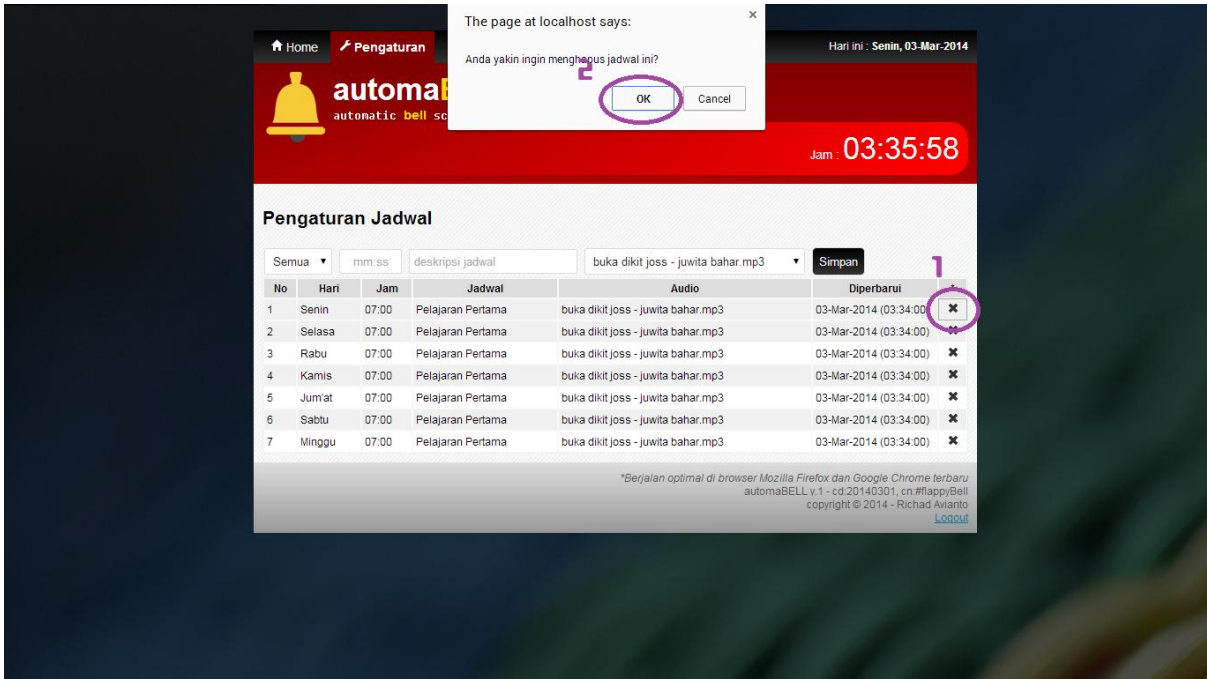 The page at localhost says:
Anda yakin ingin menghapus jadwal ini?
2
OK Cancel
Home Pengaturan Hari ini : Senin, 03-Mar-2014
automa
automatic bell sc
Jam : 03:35:58
Pengaturan Jadwal
Semua mm:ss deskripsi jadwal buka dikit joss - juwita bahar.mp3 Simpan
1
No Hari Jam Jadwal Audio Diperbarui
1 Senin 07:00 Pelajaran Pertama buka dikit joss - juwita bahar.mp3 03-Mar-2014 (03:34:00)
2 Selasa 07:00 Pelajaran Pertama buka dikit joss - juwita bahar.mp3 03-Mar-2014 (03:34:00)
3 Rabu 07:00 Pelajaran Pertama buka dikit joss - juwita bahar.mp3 03-Mar-2014 (03:34:00)
4 Kamis 07:00 Pelajaran Pertama buka dikit joss - juwita bahar.mp3 03-Mar-2014 (03:34:00)
5 Jum'at 07:00 Pelajaran Pertama buka dikit joss - juwita bahar.mp3 03-Mar-2014 (03:34:00)
6 Sabtu 07:00 Pelajaran Pertama buka dikit joss - juwita bahar.mp3 03-Mar-2014 (03:34:00)
7 Minggu 07:00 Pelajaran Pertama buka dikit joss - juwita bahar.mp3 03-Mar-2014 (03:34:00)
*Berjalan optimal di browser Mozilla Firefox dan Google Chrome terbaru
automaBELL v.1 - cd:20140301, cn:#flappyBell
copyright © 2014 - Richad Avianto
Logout